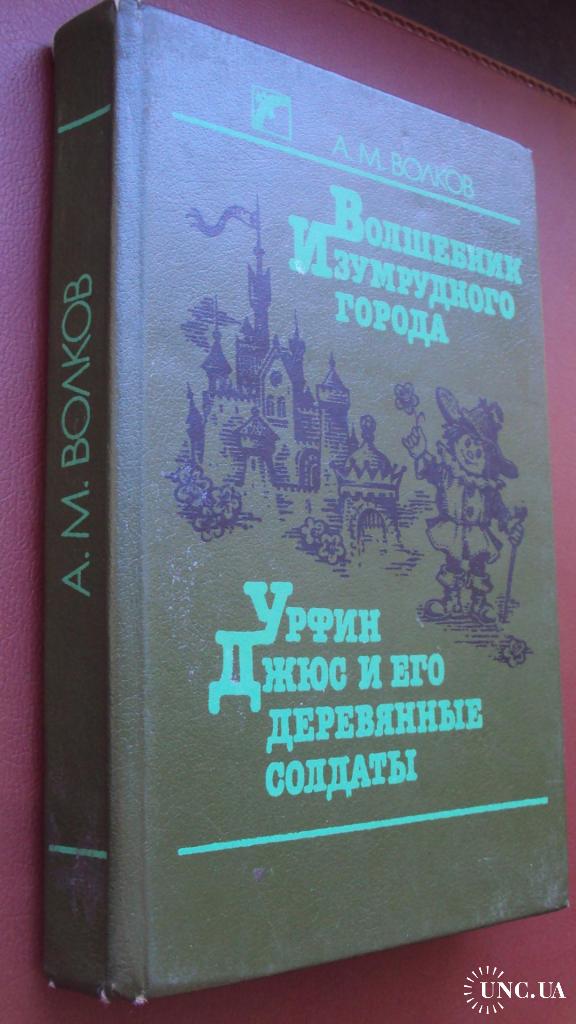 А. М. ВОЛКОВ
А. М. ВОЛКОВ
ВОЛШЕБНИК
ИЗУМРУДНОГО
ГОРОДА
УРФИН
ДЖЮС И ЕГО
ДЕРЕВЯННЫЕ
СОЛДАТЫ
UNC.UA